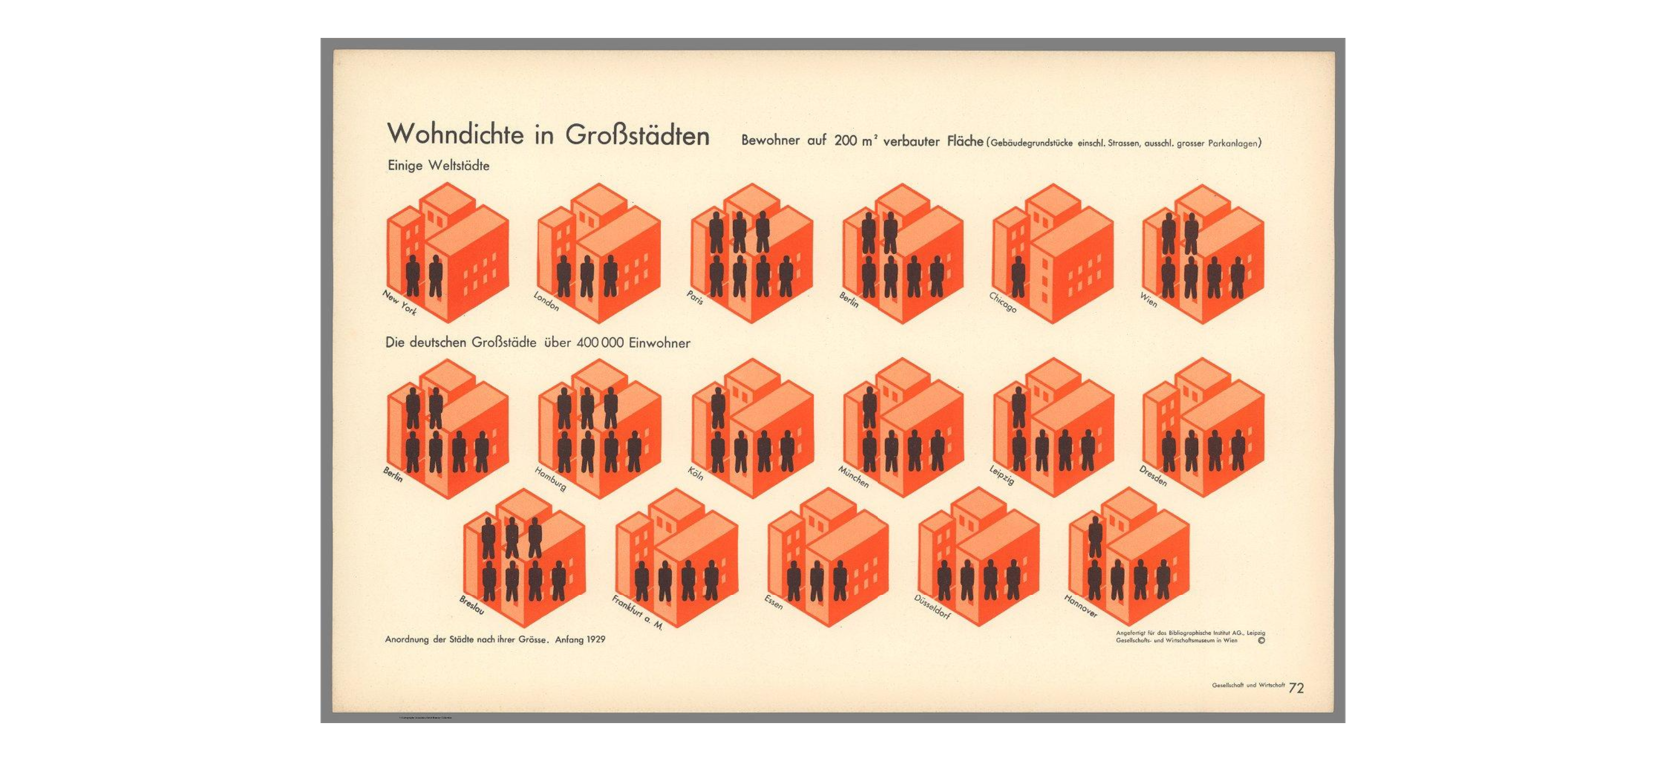 Wohndichte in Großstädten
Bewohner auf 200 m² verbauter Fläche (Gebäudegrundstücke einschl. Strassen, ausschl. grosser Parkanlagen)
Einige Weltstädte
New York
London
Paris
Berlin
Chicago
Wien
Die deutschen Großstädte über 400 000 Einwohner
Berlin
Hamburg
Köln
München
Leipzig
Dresden
Breslau
Frankfurt a. M.
Essen
Düsseldorf
Hannover
Anordnung der Städte nach ihrer Grösse. Anfang 1929
Angefertigt für das Bibliographische Institut AG., Leipzig
Gesellschafts- und Wirtschaftsmuseum in Wien ©
Gesellschaft und Wirtschaft 72